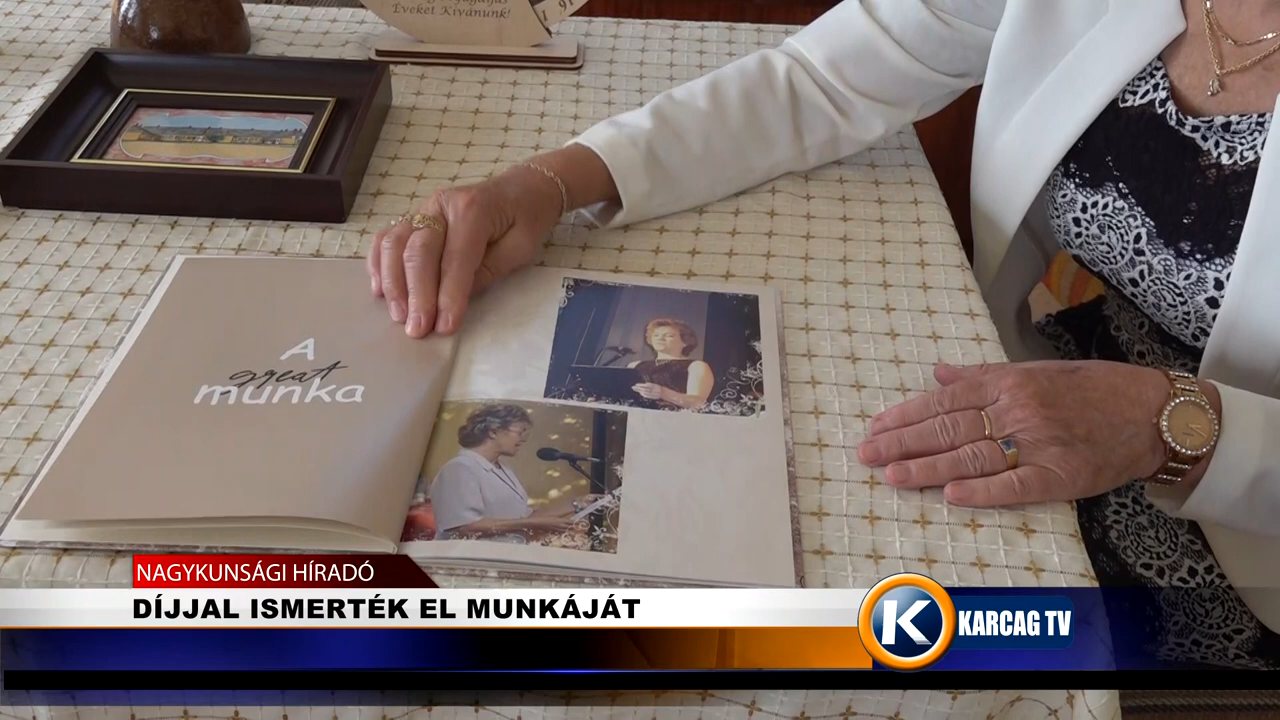 Éveket Kívánunk!
A
great
munka
NAGYKUNSÁGI HÍRADÓ
DÍJJAL ISMERTÉK EL MUNKÁJÁT
K KARCAG TV